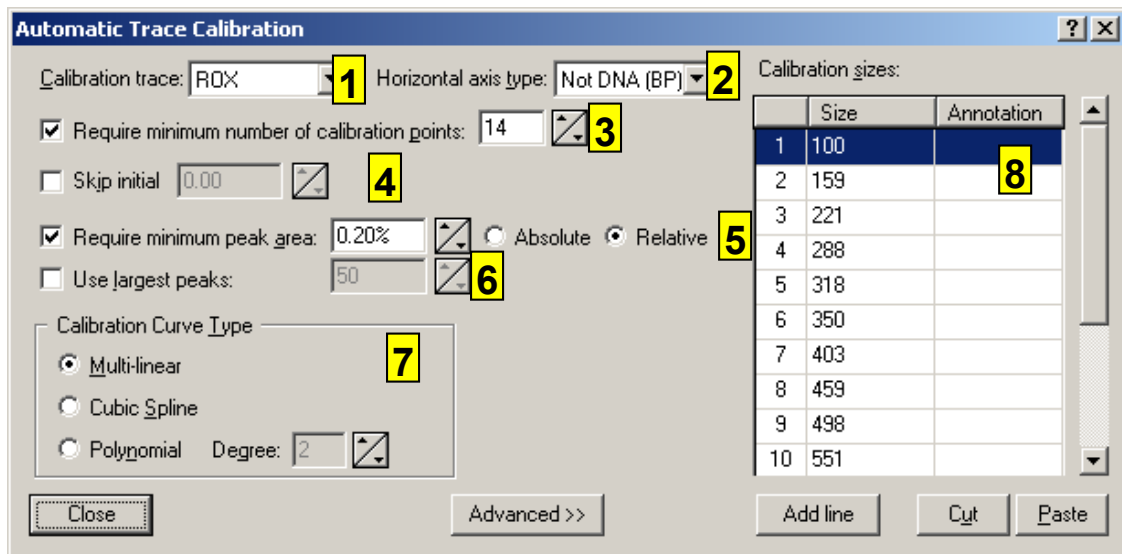 Automatic Trace Calibration
Calibration trace: ROX 1 Horizontal axis type: Not DNA (BP) 2
Require minimum number of calibration points: 14 3
Skip initial 0.00 4
Require minimum peak area: 0.20% Absolute Relative 5
Use largest peaks: 50 6
Calibration Curve Type 7
Multi-linear
Cubic Spline
Polynomial Degree: 2
Calibration sizes:
Size Annotation
1 100 8
2 159
3 221
4 288
5 318
6 350
7 403
8 459
9 498
10 551
Close Advanced >> Add line Cut Paste